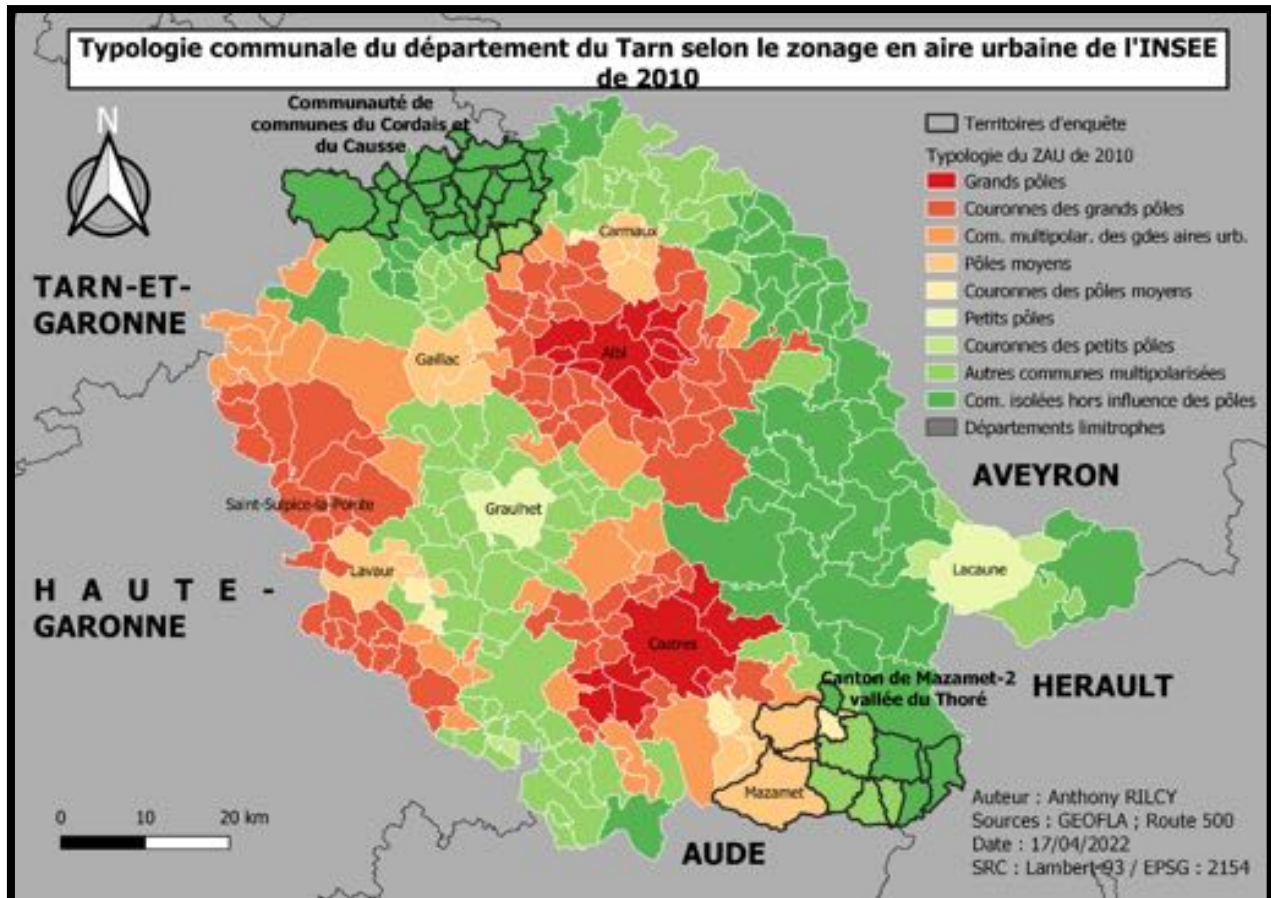 Typologie communale du département du Tarn selon le zonage en aire urbaine de l'INSEE
de 2010
Communauté de
communes du Cordais et
du Causse
N
Territoires d'enquête
Typologie du ZAU de 2010
Grands pôles
Couronnes des grands pôles
Com. multipolar. des gdes aires urb.
Pôles moyens
Couronnes des pôles moyens
Petits pôles
Couronnes des petits pôles
Autres communes multipolarisées
Com. isolées hors influence des pôles
Départements limitrophes
Carmaux
TARN-ET-
GARONNE
Gaillac
Albi
AVEYRON
Saint-Sulpice-la-Pointe
Graulhet
Lavaur
Lacaune
HAUTE-
GARONNE
Castres
Canton de Mazamet-2
vallée du Thoré
HERAULT
Mazamet
0 10 20 km
AUDE
Auteur : Anthony RILCY
Sources : GEOFLA ; Route 500
Date : 17/04/2022
SRC : Lambert-93 / EPSG : 2154